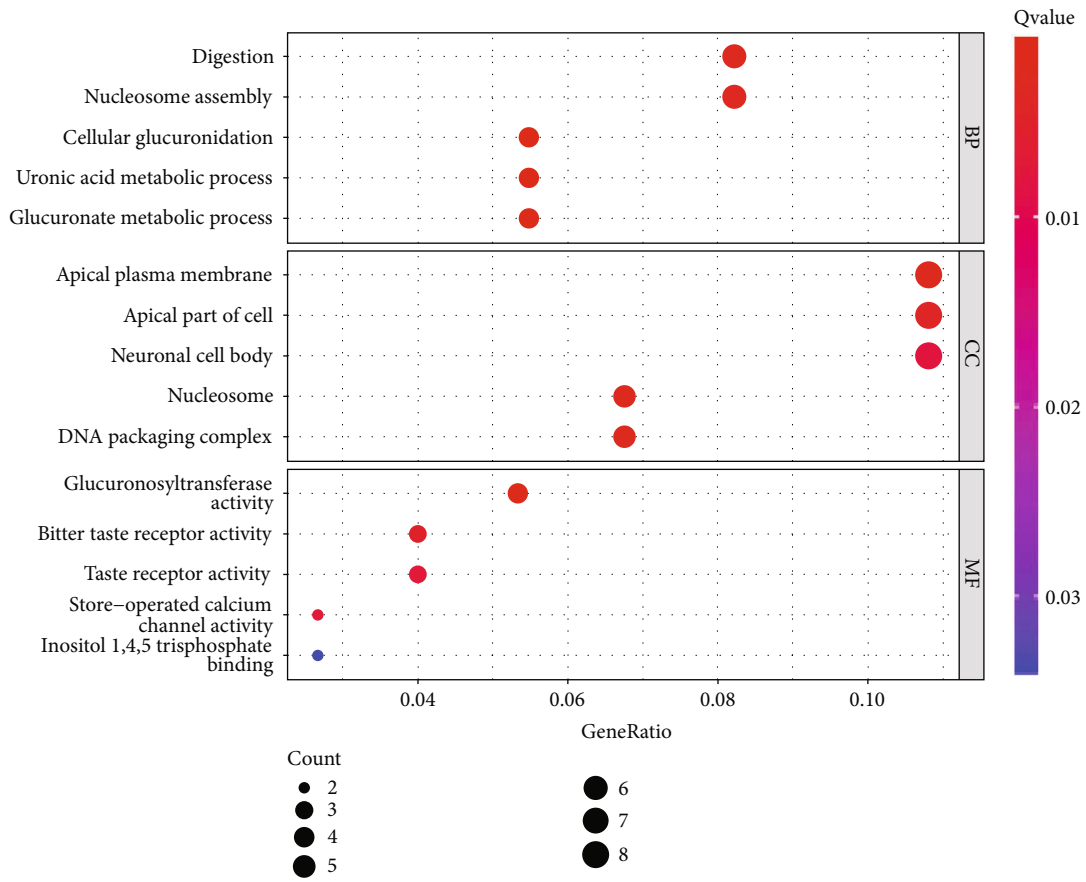 Qvalue
Digestion
Nucleosome assembly
Cellular glucuronidation
Uronic acid metabolic process
Glucuronate metabolic process
BP
Apical plasma membrane
Apical part of cell
Neuronal cell body
Nucleosome
DNA packaging complex
CC
Glucuronosyltransferase
activity
Bitter taste receptor activity
Taste receptor activity
Store−operated calcium
channel activity
Inositol 1,4,5 trisphosphate
binding
MF
0.01
0.02
0.03
0.04
0.06
0.08
0.10
GeneRatio
Count
2
3
4
5
6
7
8